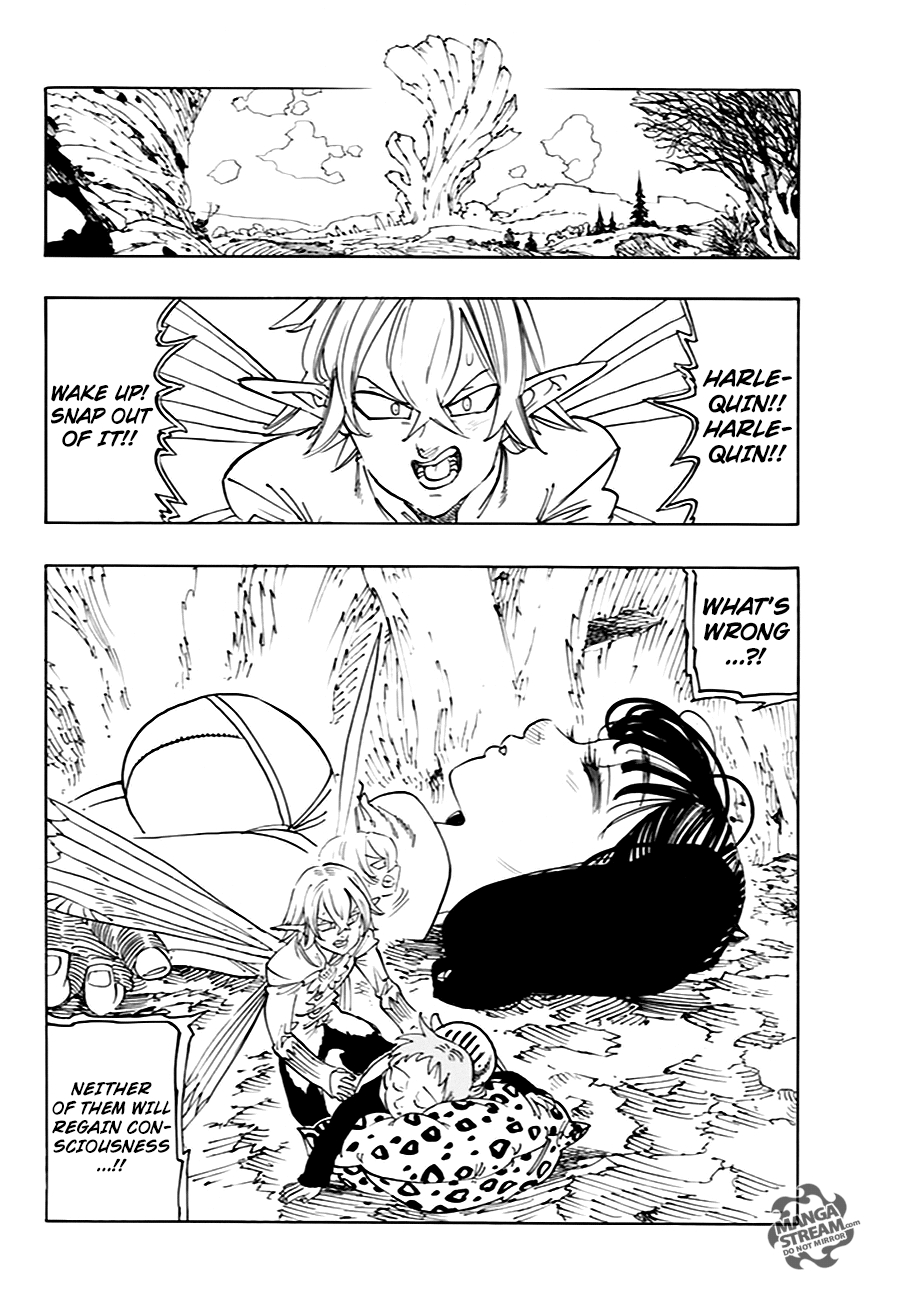 HARLE-
QUIN!!
HARLE-
QUIN!!
WAKE UP!
SNAP OUT
OF IT!!
WHAT'S
WRONG
...?!
NEITHER
OF THEM WILL
REGAIN CON-
SCIOUSNESS
...!!
MANGA
STREAM.com
DO NOT MIRROR